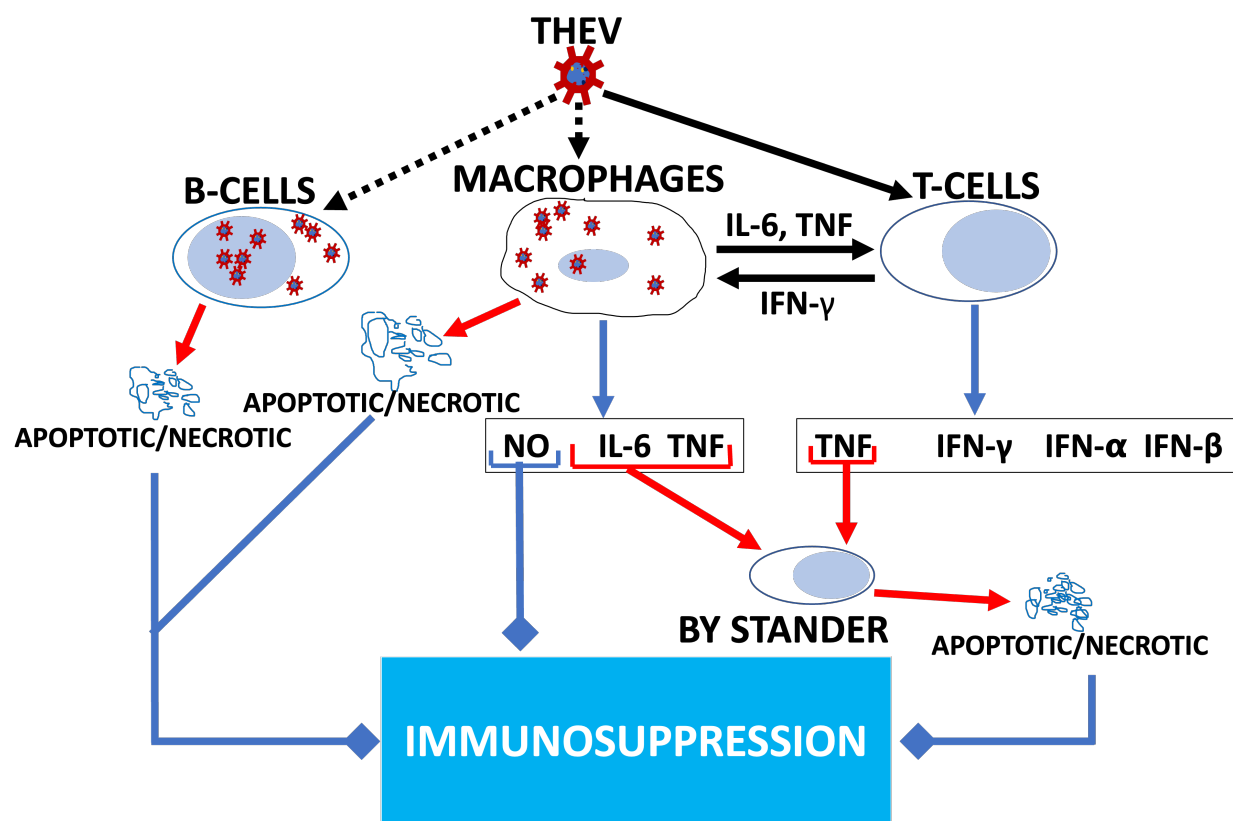 THEV
B-CELLS
MACROPHAGES
T-CELLS
IL-6, TNF
IFN-γ
APOPTOTIC/NECROTIC
APOPTOTIC/NECROTIC
NO IL-6 TNF
TNF IFN-γ IFN-α IFN-β
BY STANDER
APOPTOTIC/NECROTIC
IMMUNOSUPPRESSION